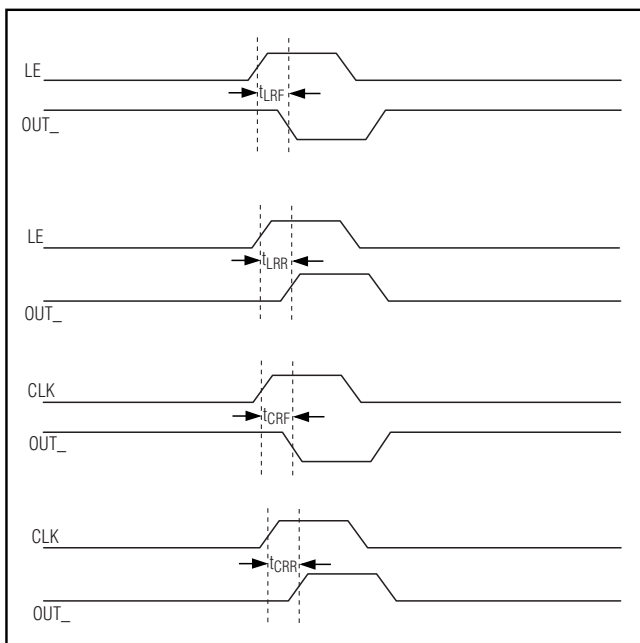 LE
tLRF
OUT_
LE
tLRR
OUT_
CLK
tCRF
OUT_
CLK
tCRR
OUT_